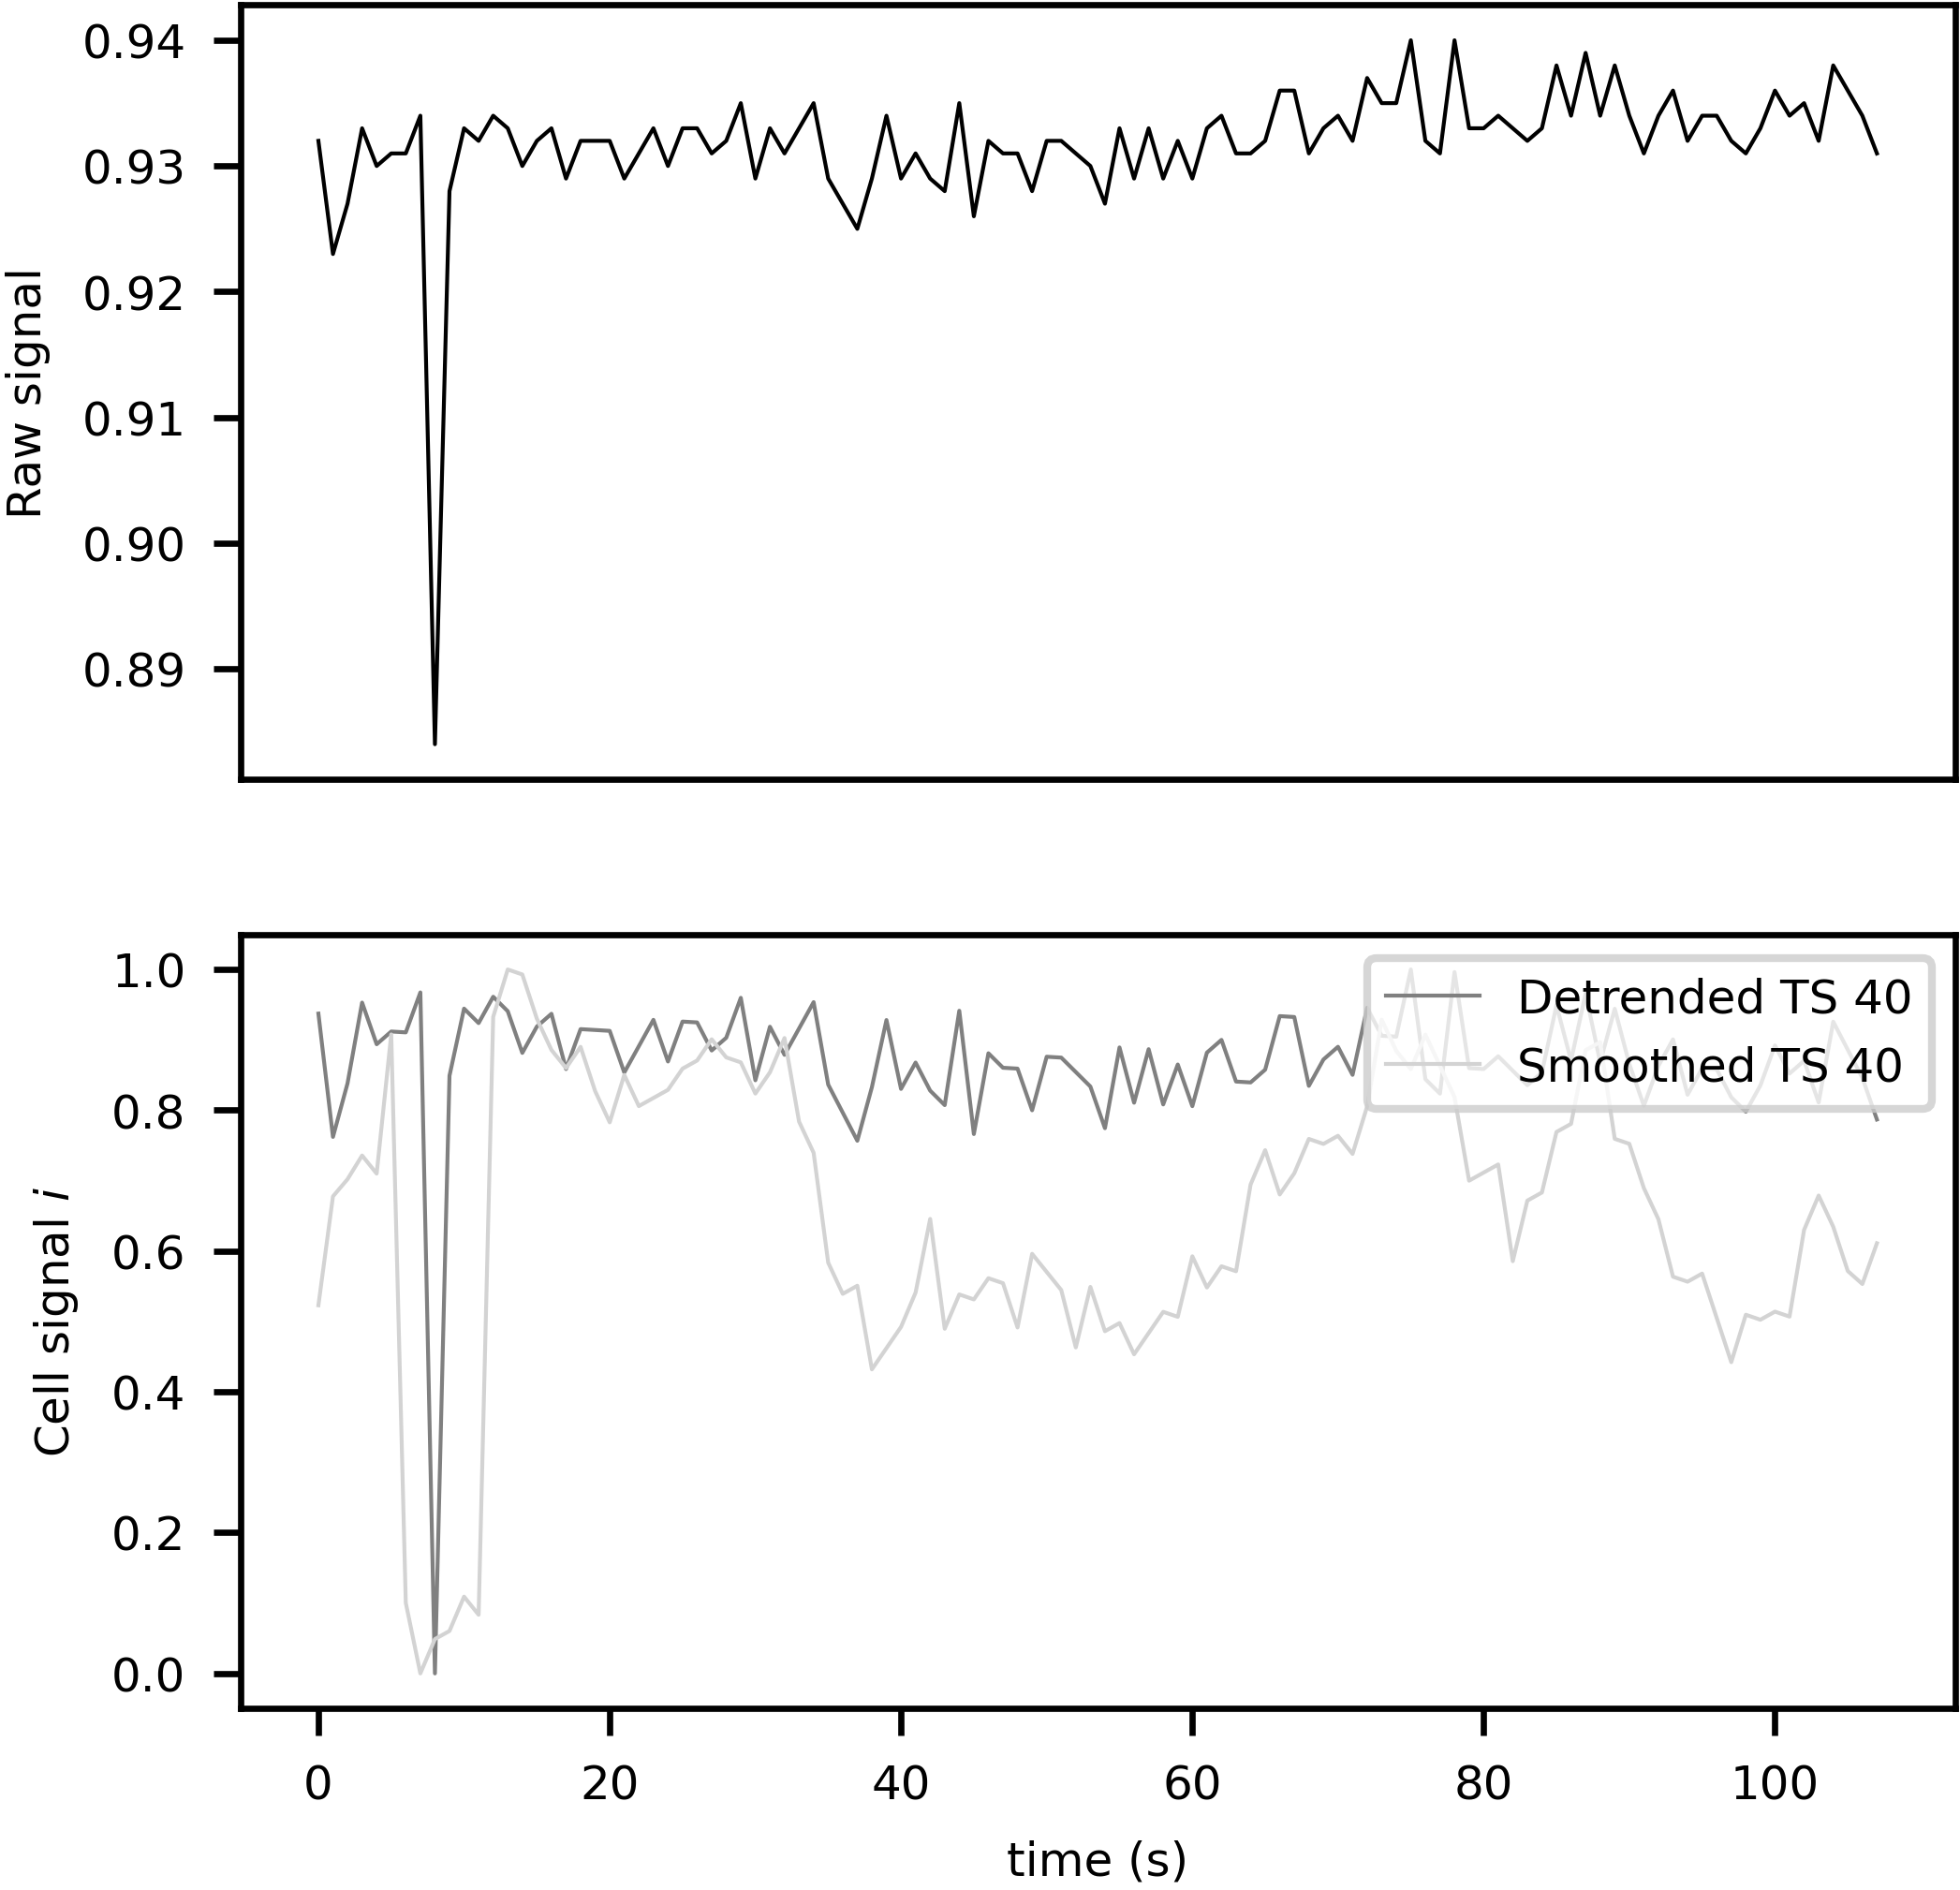 0.94
0.93
0.92
0.91
0.90
0.89
Raw signal
1.0
0.8
0.6
0.4
0.2
0.0
Cell signal i
Detrended TS 40
Smoothed TS 40
0 20 40 60 80 100
time (s)